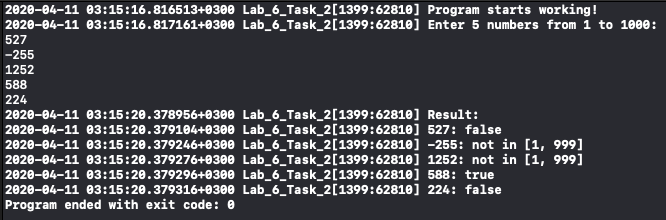 2020-04-11 03:15:16.816513+0300 Lab_6_Task_2[1399:62810] Program starts working!
2020-04-11 03:15:16.817161+0300 Lab_6_Task_2[1399:62810] Enter 5 numbers from 1 to 1000:
527
-255
1252
588
224
2020-04-11 03:15:20.378956+0300 Lab_6_Task_2[1399:62810] Result:
2020-04-11 03:15:20.379104+0300 Lab_6_Task_2[1399:62810] 527: false
2020-04-11 03:15:20.379246+0300 Lab_6_Task_2[1399:62810] -255: not in [1, 999]
2020-04-11 03:15:20.379276+0300 Lab_6_Task_2[1399:62810] 1252: not in [1, 999]
2020-04-11 03:15:20.379296+0300 Lab_6_Task_2[1399:62810] 588: true
2020-04-11 03:15:20.379316+0300 Lab_6_Task_2[1399:62810] 224: false
Program ended with exit code: 0